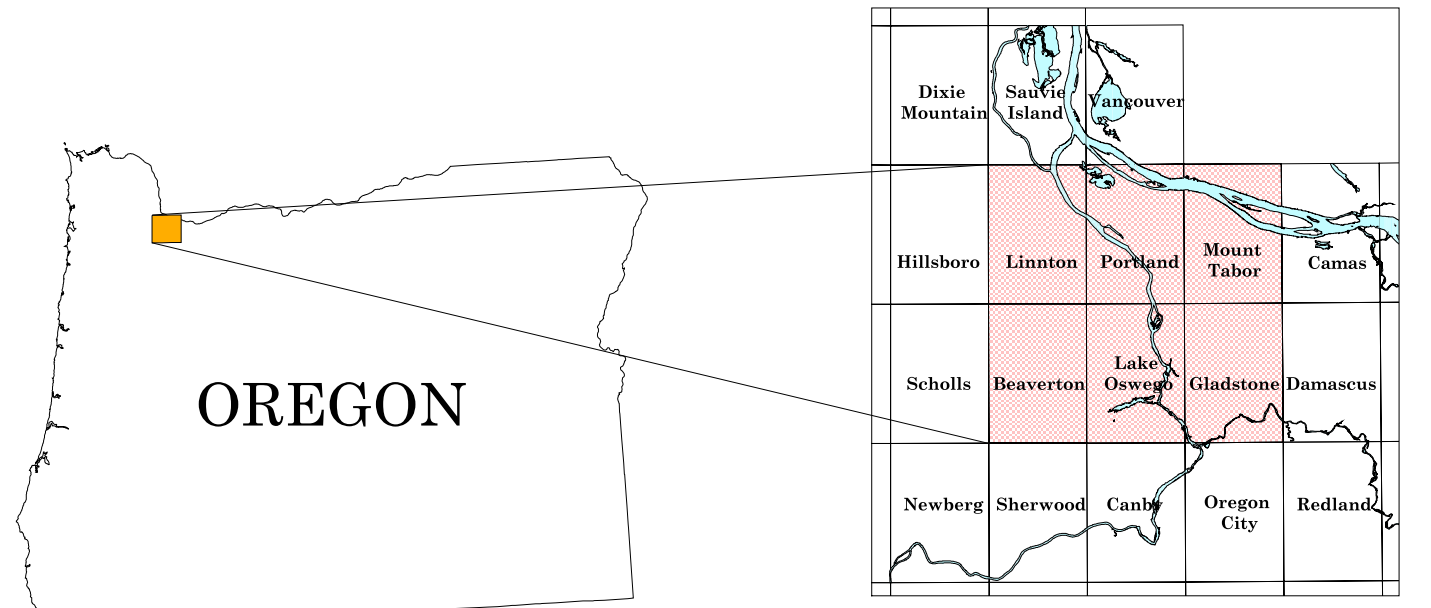 OREGON
Dixie
Mountain
Sauvie
Island
Vancouver
Hillsboro
Linnton
Portland
Mount
Tabor
Camas
Scholls
Beaverton
Lake
Oswego
Gladstone
Damascus
Newberg
Sherwood
Canby
Oregon
City
Redland